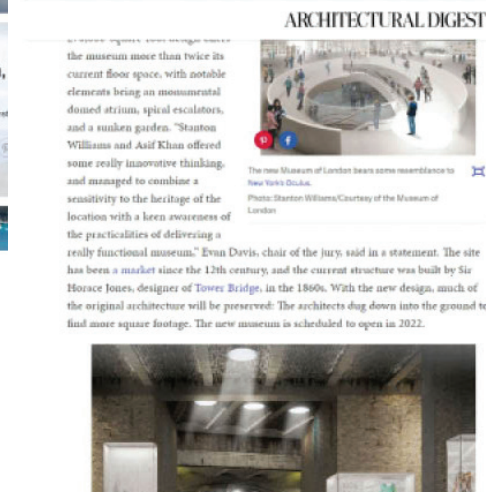 ARCHITECTURAL DIGEST
the museum more than twice its
current floor space, with notable
elements being an monumental
domed atrium, spiral escalators,
and a sunken garden. "Stanton
Williams and Asif Khan offered
some really innovative thinking,
and managed to combine a
sensitivity to the heritage of the
location with a keen awareness of
the practicalities of delivering a
The new Museum of London bears some resemblance to
New York's Oculus.
Photo: Stanton Williams/Courtesy of the Museum of
London
really functional museum," Evan Davis, chair of the jury, said in a statement. The site
has been a market since the 12th century, and the current structure was built by Sir
Horace Jones, designer of Tower Bridge, in the 1860s. With the new design, much of
the original architecture will be preserved: The architects dug down into the ground to
find more square footage. The new museum is scheduled to open in 2022.